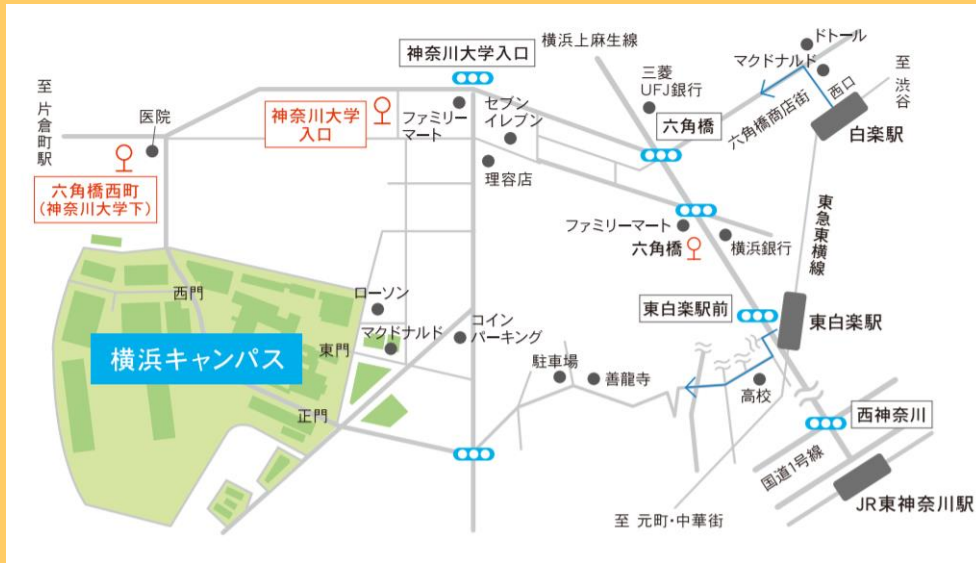 神奈川大学入口
横浜上麻生線
ドトール
マクドナルド
至 渋谷
至 片倉町駅
医院
神奈川大学
入口
ファミリー
マート
セブン
イレブン
三菱
UFJ銀行
六角橋
六角橋商店街
西口
白楽駅
理容店
六角橋西町
(神奈川大学下)
ファミリーマート
六角橋
横浜銀行
東急東横線
西門
ローソン
マクドナルド
コイン
パーキング
東白楽駅前
東白楽駅
横浜キャンパス
東門
駐車場
善龍寺
高校
正門
西神奈川
国道1号線
JR東神奈川駅
至 元町・中華街